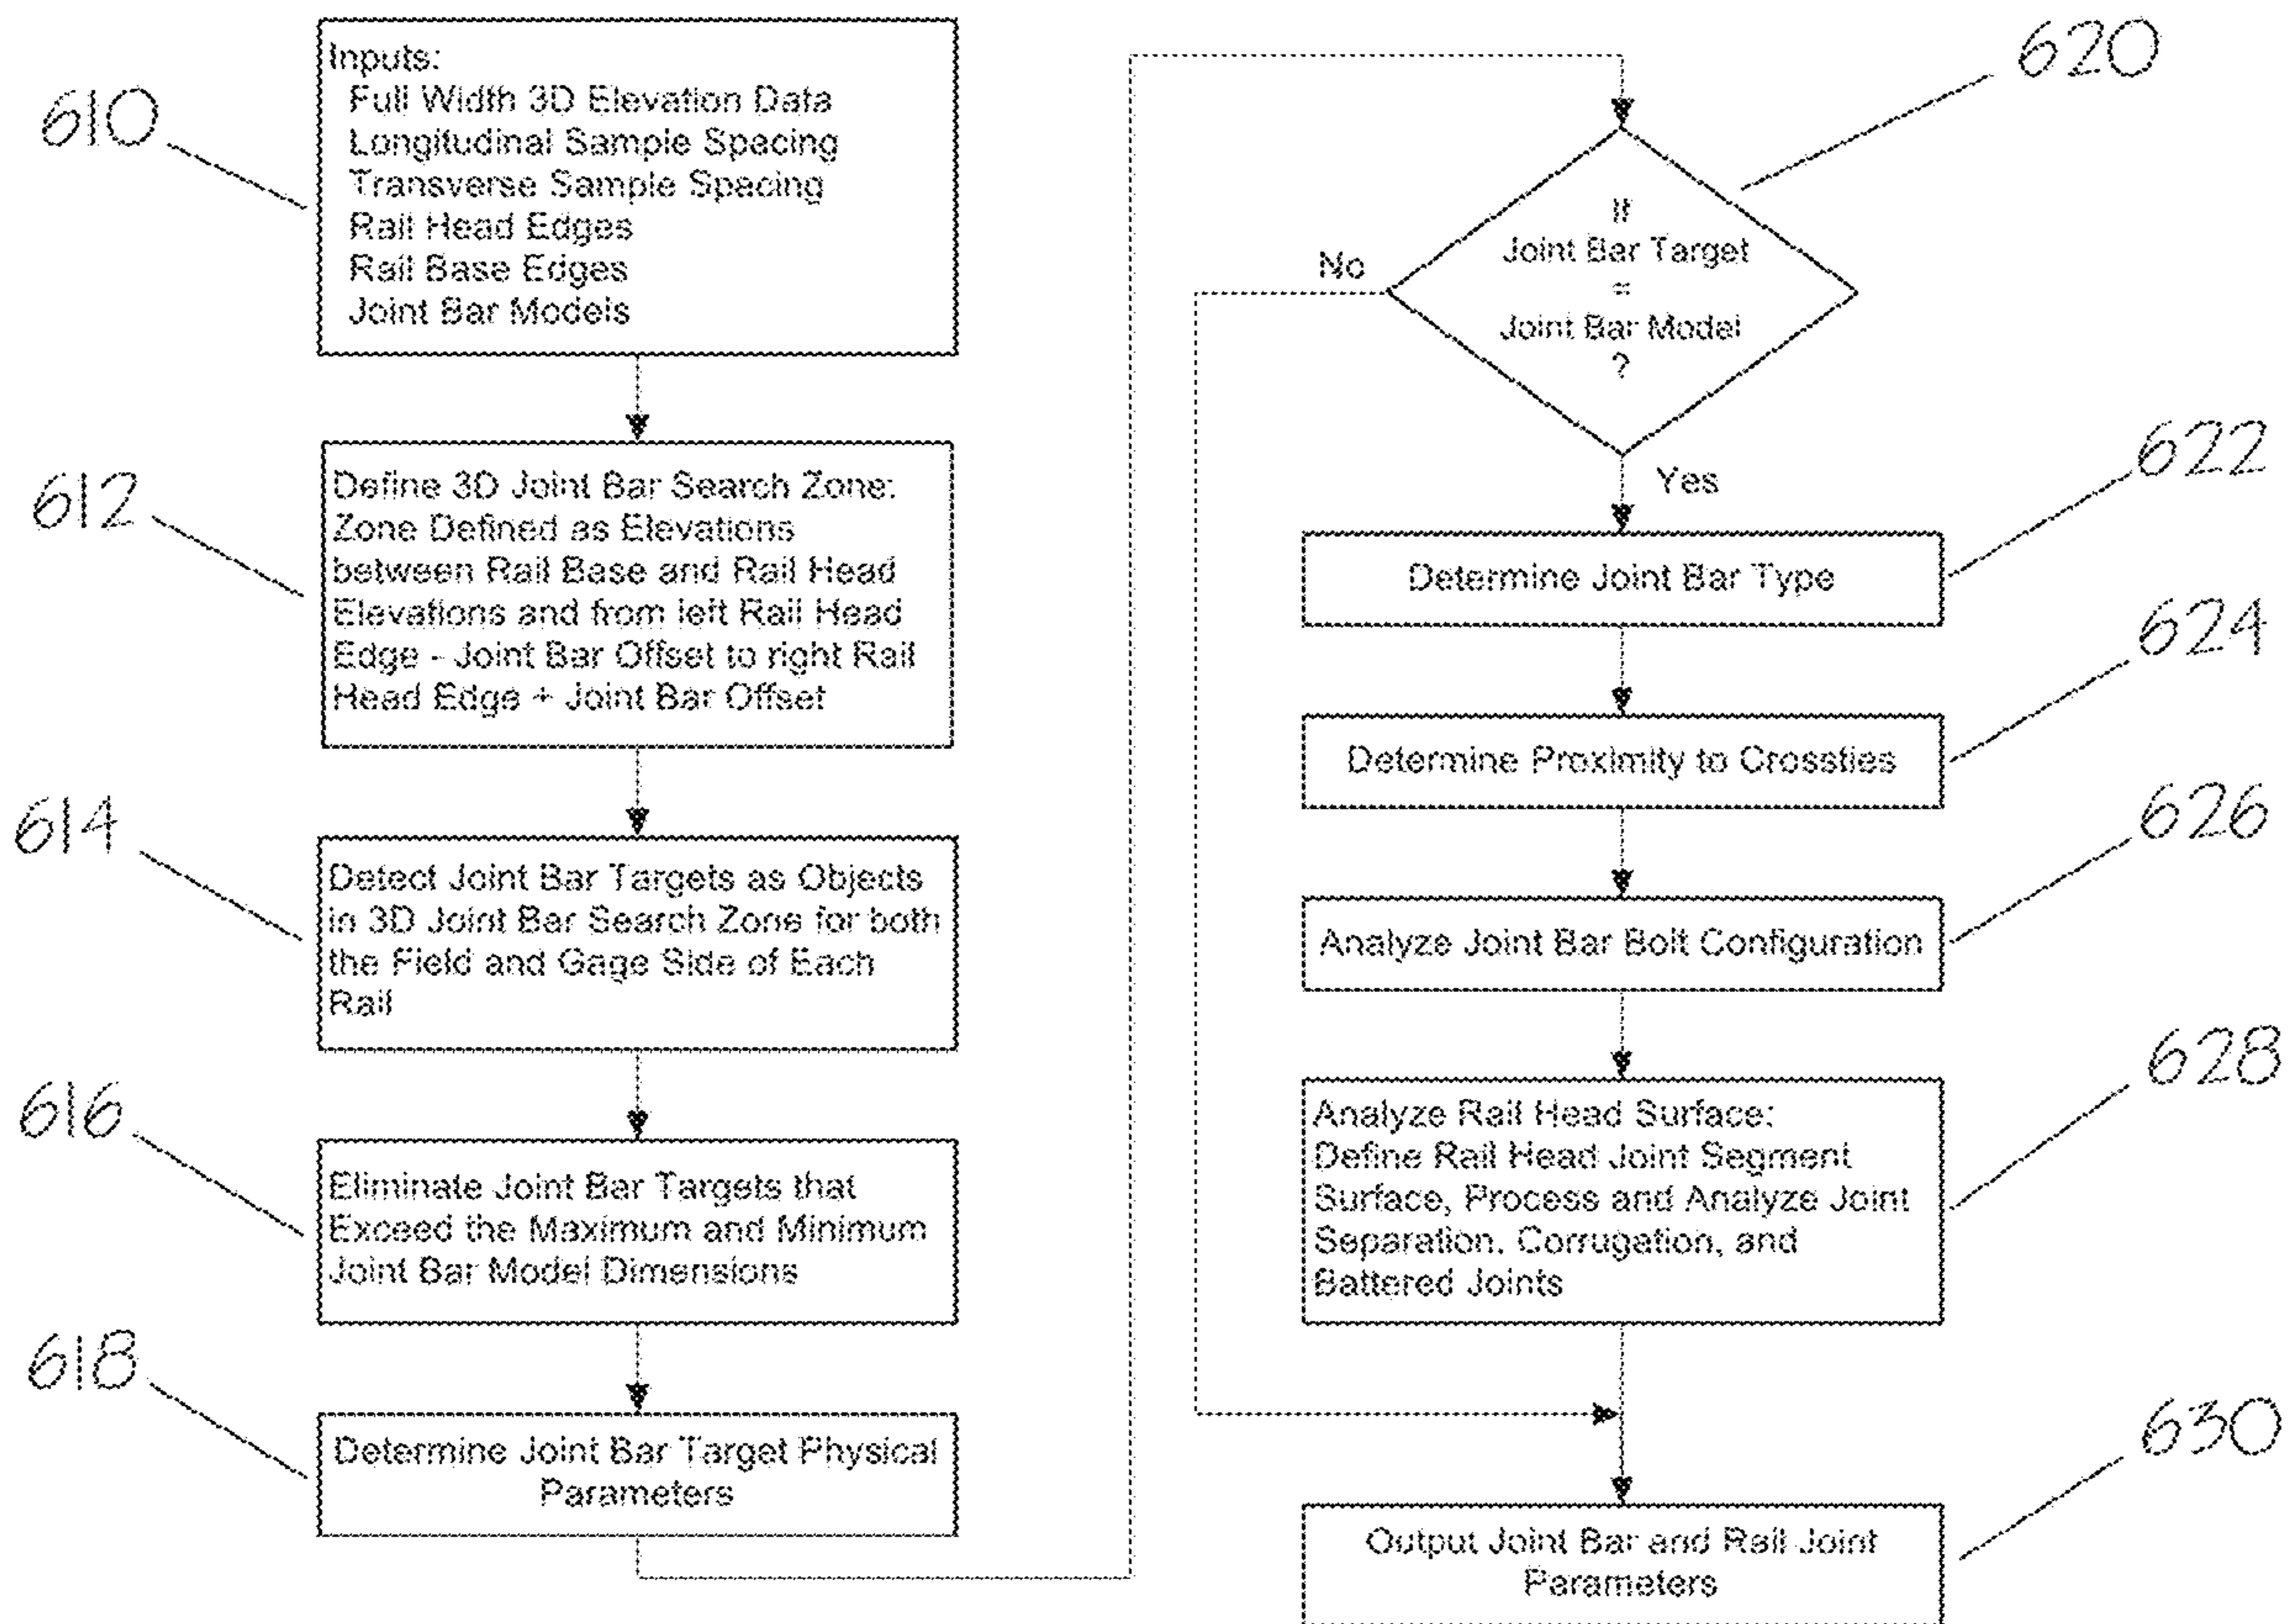 610
Inputs:
Full Width 3D Elevation Data
Longitudinal Sample Spacing
Transverse Sample Spacing
Rail Head Edges
Rail Base Edges
Joint Bar Models
612
Define 3D Joint Bar Search Zone:
Zone Defined as Elevations
between Rail Base and Rail Head
Elevations and from left Rail Head
Edge - Joint Bar Offset to right Rail
Head Edge + Joint Bar Offset
614
Detect Joint Bar Targets as Objects
in 3D Joint Bar Search Zone for both
the Field and Gage Side of Each
Rail
616
Eliminate Joint Bar Targets that
Exceed the Maximum and Minimum
Joint Bar Model Dimensions
618
Determine Joint Bar Target Physical
Parameters
620
If
Joint Bar Target
=
Joint Bar Model
?
No
Yes
622
Determine Joint Bar Type
624
Determine Proximity to Crossties
626
Analyze Joint Bar Bolt Configuration
628
Analyze Rail Head Surface:
Define Rail Head Joint Segment
Surface, Process and Analyze Joint
Separation, Corrugation, and
Battered Joints
630
Output Joint Bar and Rail Joint
Parameters